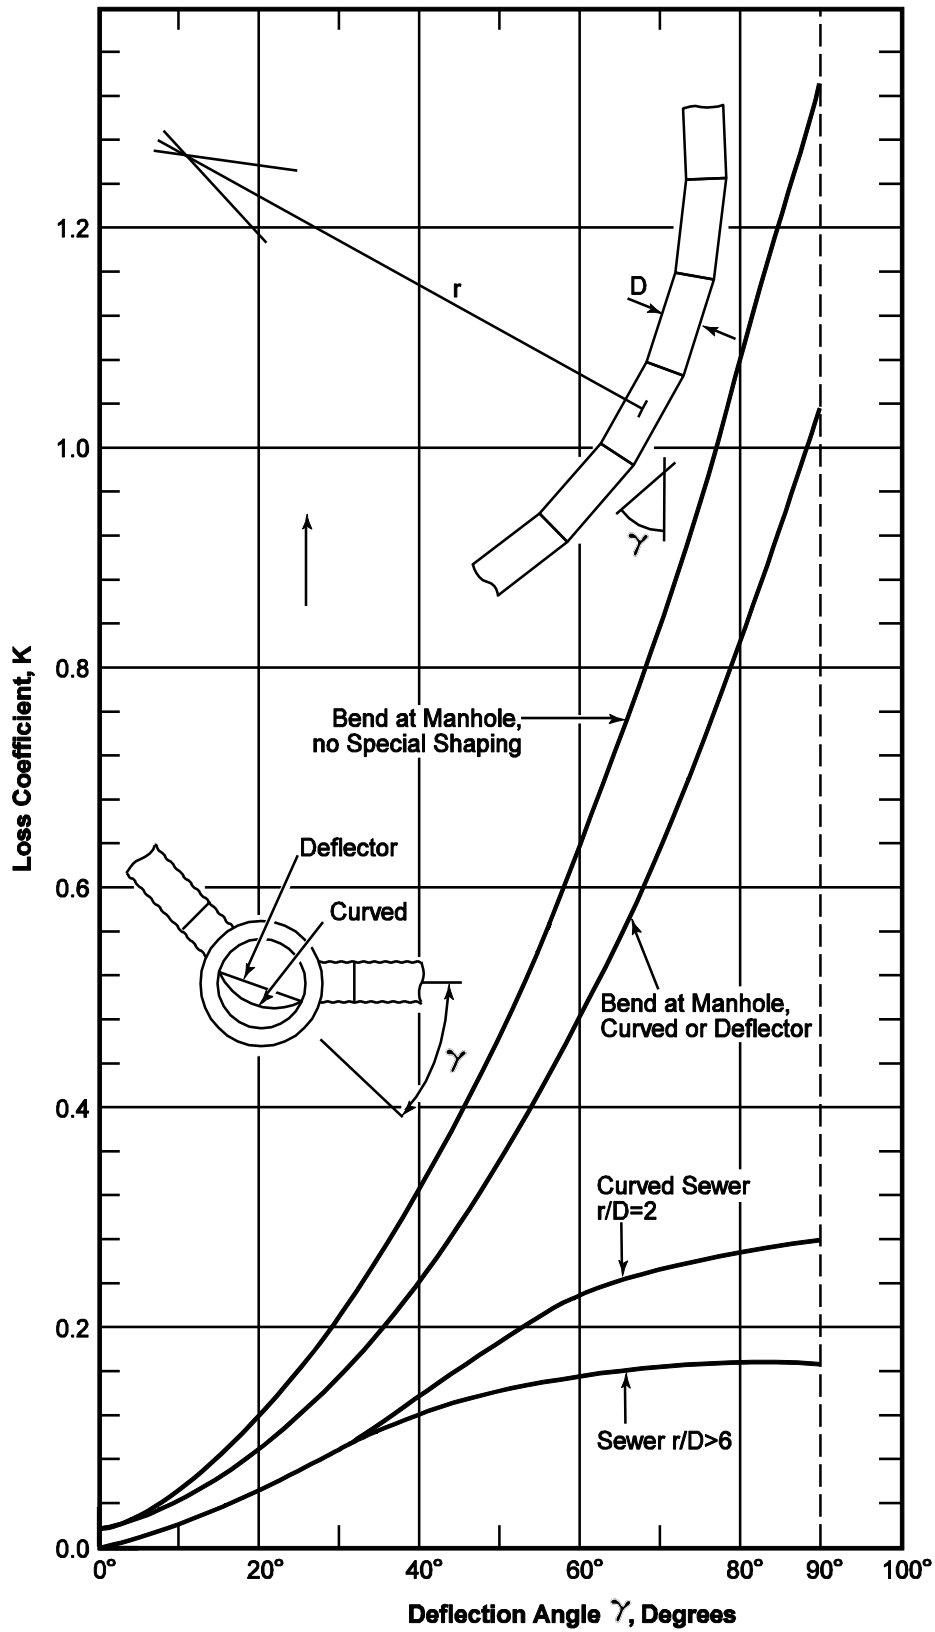 1.2
r
D
1.0
γ
0.8
Loss Coefficient, K
Bend at Manhole,
no Special Shaping
Deflector
0.6
Curved
Bend at Manhole,
Curved or Deflector
γ
0.4
Curved Sewer
r/D=2
0.2
Sewer r/D>6
0.0
0° 20° 40° 60° 80° 90° 100°
Deflection Angle γ, Degrees